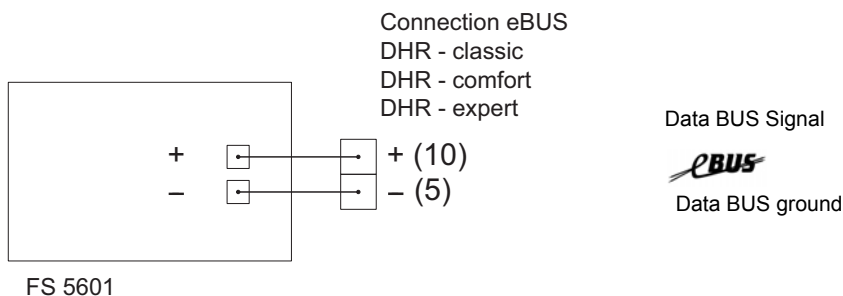 Connection eBUS
DHR - classic
DHR - comfort
DHR - expert
+ + (10)
– – (5)
FS 5601
Data BUS Signal
eBUS
Data BUS ground